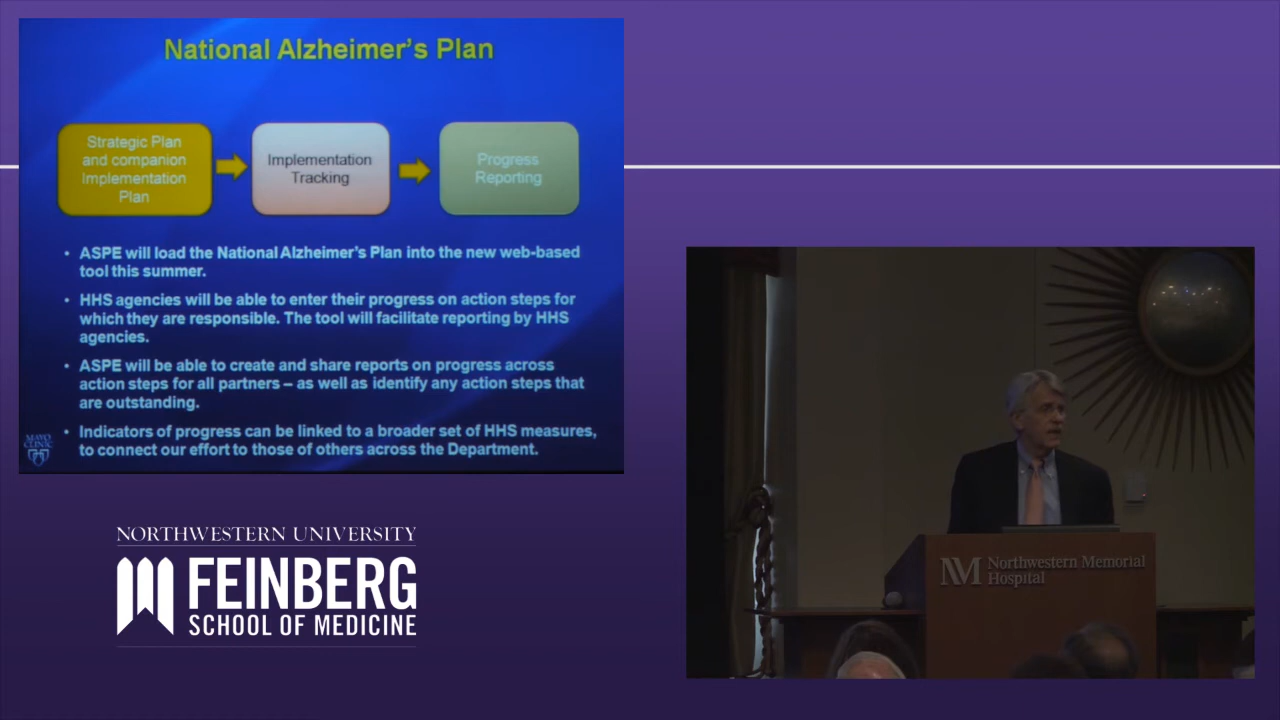 National Alzheimer's Plan
Strategic Plan
and companion
Implementation
Plan
Implementation
Tracking
Progress
Reporting
• ASPE will load the National Alzheimer's Plan into the new web-based
tool this summer.
• HHS agencies will be able to enter their progress on action steps for
which they are responsible. The tool will facilitate reporting by HHS
agencies.
• ASPE will be able to create and share reports on progress across
action steps for all partners – as well as identify any action steps that
are outstanding.
• Indicators of progress can be linked to a broader set of HHS measures,
to connect our effort to those of others across the Department.
MAYO
CLINIC
NORTHWESTERN UNIVERSITY
FEINBERG
SCHOOL OF MEDICINE
NM Northwestern Memorial
Hospital